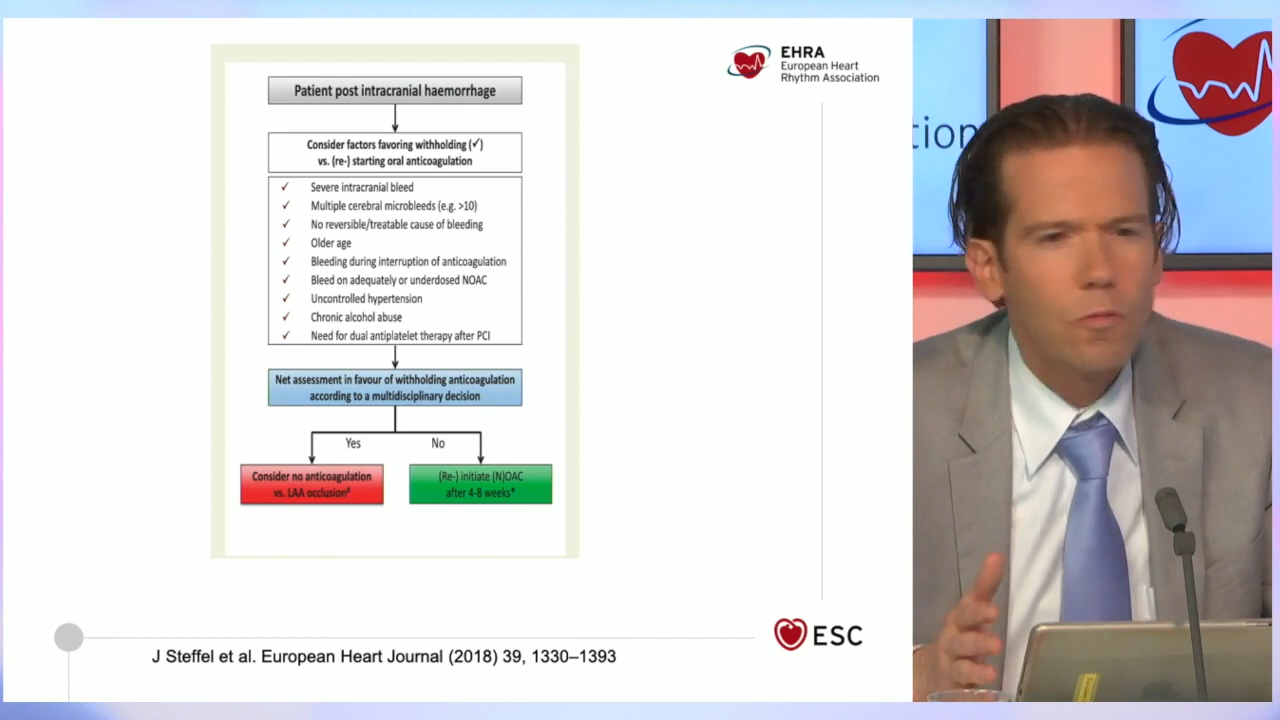 EHRA
European Heart
Rhythm Association
Patient post intracranial haemorrhage
Consider factors favoring withholding (✓)
vs. (re-) starting oral anticoagulation
✓ Severe intracranial bleed
✓ Multiple cerebral microbleeds (e.g. >10)
✓ No reversible/treatable cause of bleeding
✓ Older age
✓ Bleeding during interruption of anticoagulation
✓ Bleed on adequately or underdosed NOAC
✓ Uncontrolled hypertension
✓ Chronic alcohol abuse
✓ Need for dual antiplatelet therapy after PCI
Net assessment in favour of withholding anticoagulation
according to a multidisciplinary decision
Yes
No
Consider no anticoagulation
vs. LAA occlusion¥
(Re-) initiate (N)OAC
after 4-8 weeks*
ESC
J Steffel et al. European Heart Journal (2018) 39, 1330–1393
tion